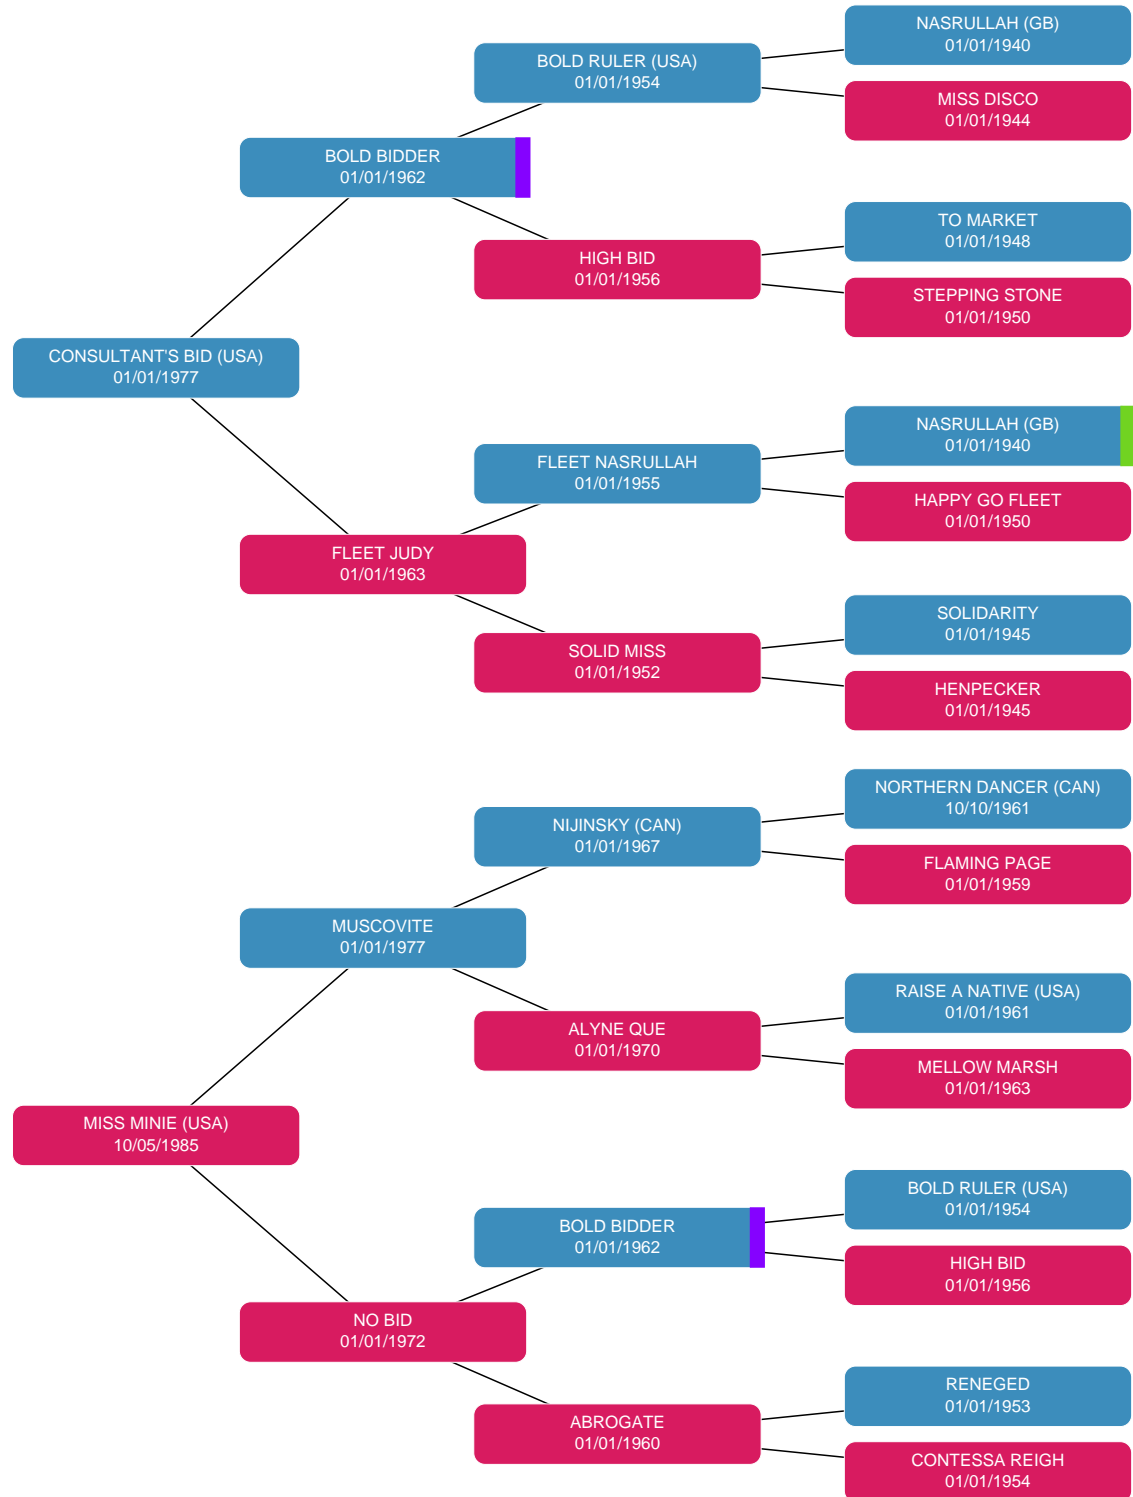 NASRULLAH (GB)
01/01/1940
BOLD RULER (USA)
01/01/1954
MISS DISCO
01/01/1944
BOLD BIDDER
01/01/1962
TO MARKET
01/01/1948
HIGH BID
01/01/1956
STEPPING STONE
01/01/1950
CONSULTANT'S BID (USA)
01/01/1977
NASRULLAH (GB)
01/01/1940
FLEET NASRULLAH
01/01/1955
HAPPY GO FLEET
01/01/1950
FLEET JUDY
01/01/1963
SOLIDARITY
01/01/1945
SOLID MISS
01/01/1952
HENPECKER
01/01/1945
NORTHERN DANCER (CAN)
10/10/1961
NIJINSKY (CAN)
01/01/1967
FLAMING PAGE
01/01/1959
MUSCOVITE
01/01/1977
RAISE A NATIVE (USA)
01/01/1961
ALYNE QUE
01/01/1970
MELLOW MARSH
01/01/1963
MISS MINIE (USA)
10/05/1985
BOLD RULER (USA)
01/01/1954
BOLD BIDDER
01/01/1962
HIGH BID
01/01/1956
NO BID
01/01/1972
RENEGED
01/01/1953
ABROGATE
01/01/1960
CONTESSA REIGH
01/01/1954